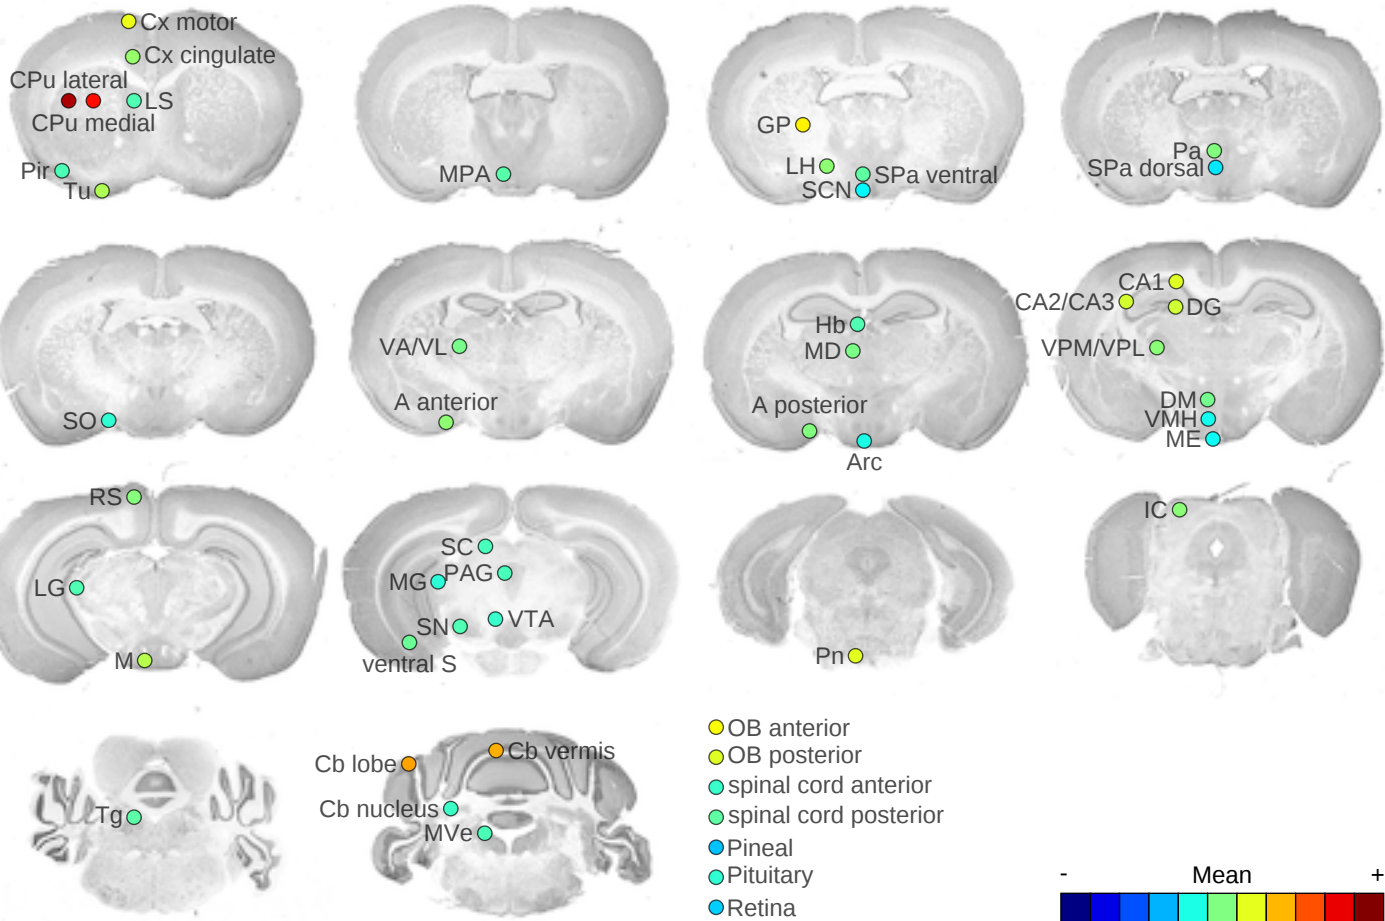 Cx motor
Cx cingulate
CPu lateral
LS
CPu medial
Pir
Tu
MPA
GP
LH
SPa ventral
SCN
Pa
SPa dorsal
SO
VA/VL
A anterior
Hb
MD
A posterior
Arc
CA1
CA2/CA3
DG
VPM/VPL
DM
VMH
ME
RS
LG
M
SC
MG
PAG
SN
VTA
ventral S
Pn
IC
Tg
Cb lobe
Cb vermis
Cb nucleus
MVe
OB anterior
OB posterior
spinal cord anterior
spinal cord posterior
Pineal
Pituitary
Retina
- Mean +